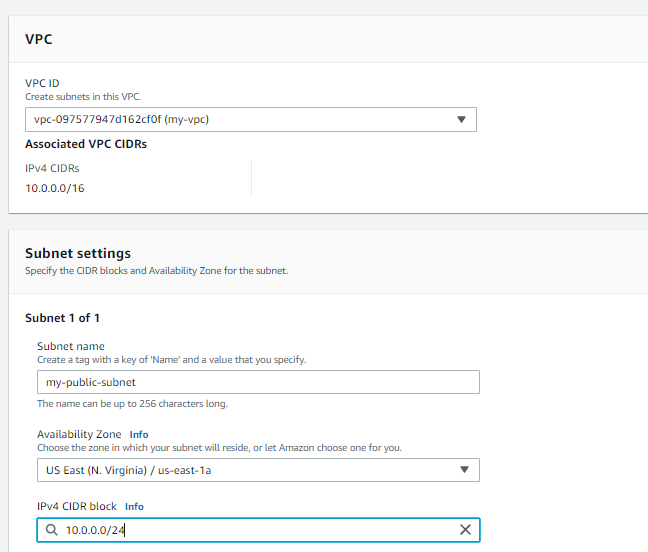 VPC
VPC ID
Create subnets in this VPC.
vpc-097577947d162cf0f (my-vpc)
Associated VPC CIDRs
IPv4 CIDRs
10.0.0.0/16
Subnet settings
Specify the CIDR blocks and Availability Zone for the subnet.
Subnet 1 of 1
Subnet name
Create a tag with a key of 'Name' and a value that you specify.
my-public-subnet
The name can be up to 256 characters long.
Availability Zone Info
Choose the zone in which your subnet will reside, or let Amazon choose one for you.
US East (N. Virginia) / us-east-1a
IPv4 CIDR block Info
10.0.0.0/24